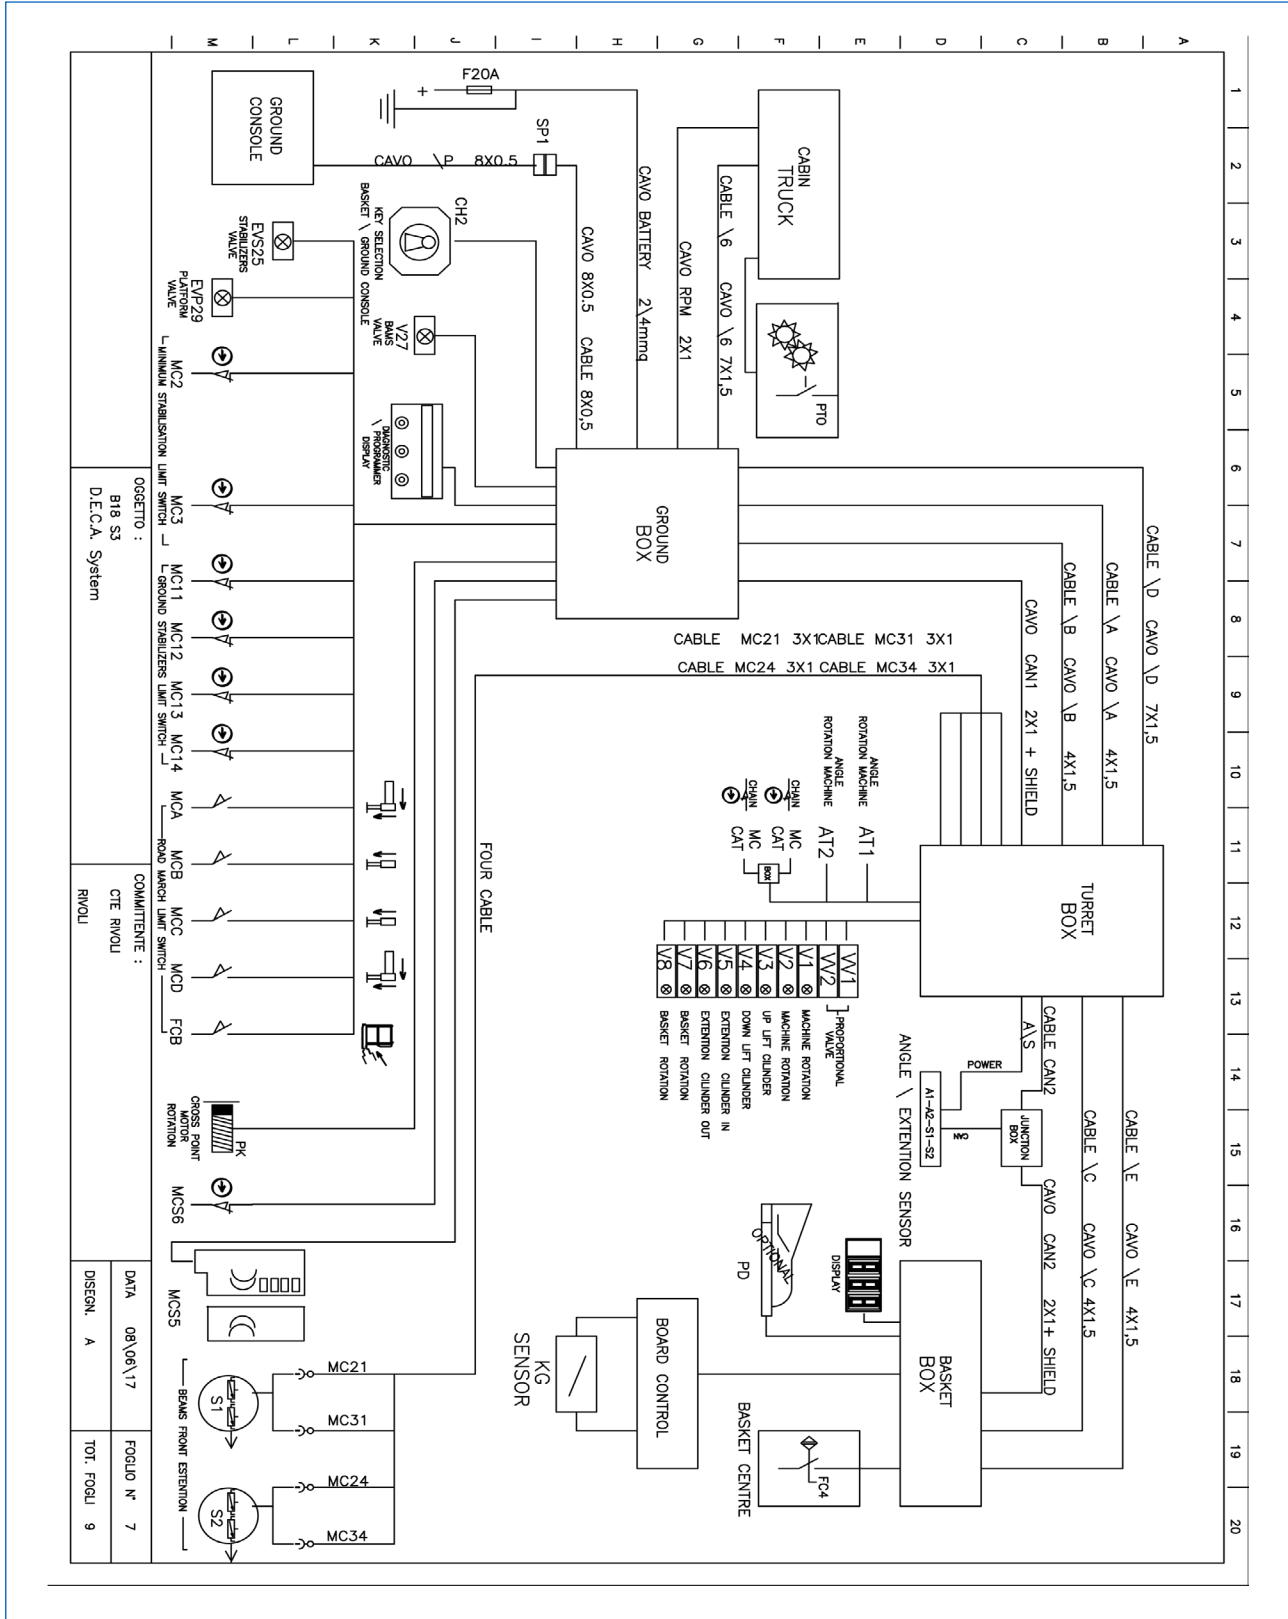 A
B
C
D
E
F
G
H
I
J
K
L
M
1
2
3
4
5
6
7
8
9
10
11
12
13
14
15
16
17
18
19
20
F20A
+
GROUND
CONSOLE
CAVO \P 8X0.5
SP1
CAVO 8X0.5 CABLE 8X0,5
CAVO BATTERY 2\4mmq
CAVO RPM 2X1
CABLE \6 CAVO \6 7X1,5
CABIN
TRUCK
PTO
CH2
KEY SELECTION
BASKET \ GROUND CONSOLE
EVS25
STABILIZERS
VALVE
EVP29
PLATFORM
VALVE
V27
BAMS
VALVE
DIAGNOSTIC
\ PROGRAMMER
DISPLAY
GROUND
BOX
MC2
MC3
MINIMUM STABILISATION LIMIT SWITCH
MC11
MC12
MC13
MC14
GROUND STABILIZERS LIMIT SWITCH
MCA
MCB
MCC
MCD
FCB
ROAD MARCH LIMIT SWITCH
PK
CROSS POINT
MOTOR
ROTATION
MCS6
MCS5
CABLE \D CAVO \D 7X1,5
CABLE \A CAVO \A 4X1,5
CABLE \B CAVO \B 4X1,5
CAVO CAN1 2X1 + SHIELD
CABLE MC21 3X1CABLE MC31 3X1
CABLE MC24 3X1 CABLE MC34 3X1
FOUR CABLE
TURRET
BOX
ANGLE
ROTATION MACHINE
AT1
ANGLE
ROTATION MACHINE
AT2
CHAIN
MC
CAT
CHAIN
MC
CAT
BOX
VV1
VV2
V1
V2
V3
V4
V5
V6
V7
V8
PROPORTIONAL
VALVE
MACHINE ROTATION
MACHINE ROTATION
UP LIFT CILINDER
DOWN LIFT CILINDER
EXTENTION CILINDER IN
EXTENTION CILINDER OUT
BASKET ROTATION
BASKET ROTATION
CABLE CAN2
A\S
POWER
A1-A2-S1-S2
CAN
JUNCTION
BOX
ANGLE \ EXTENTION SENSOR
CABLE \E CAVO \E 4X1,5
CABLE \C CAVO \C 4X1,5
CAVO CAN2 2X1+ SHIELD
OPTIONAL
PD
DISPLAY
BASKET
BOX
BOARD CONTROL
KG
SENSOR
FC4
BASKET CENTRE
MC21
MC31
MC24
MC34
S1
S2
BEAMS FRONT ESTENTION
OGGETTO :
B18 S3
D.E.C.A. System
COMMITTENTE :
CTE RIVOLI
RIVOLI
DATA 08\06\17
DISEGN. A
FOGLIO N° 7
TOT. FOGLI 9